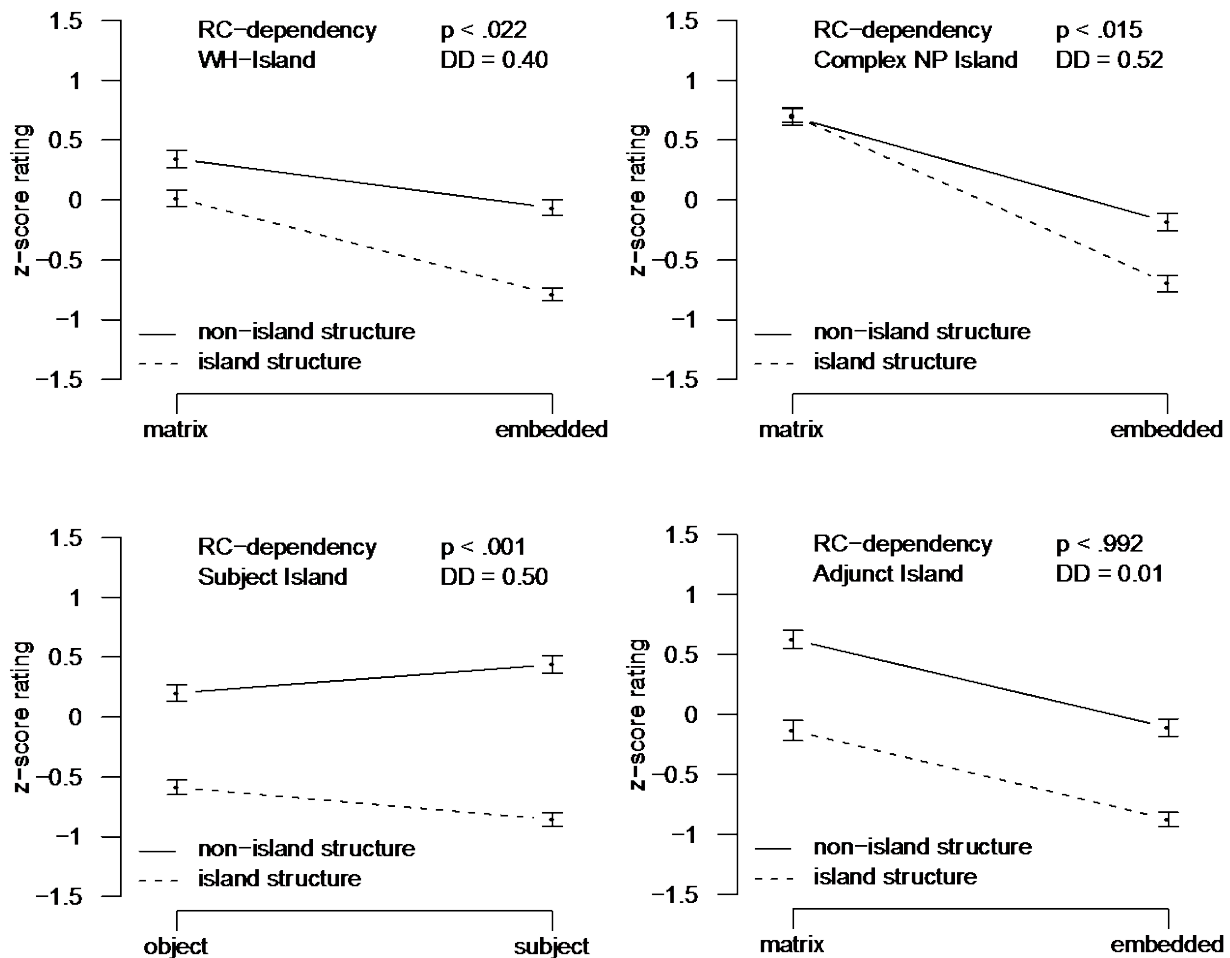 RC−dependency p < .022
WH−Island DD = 0.40
z−score rating
1.5
1
0.5
0
−0.5
−1
−1.5
non−island structure
island structure
matrix embedded
RC−dependency p < .015
Complex NP Island DD = 0.52
z−score rating
1.5
1
0.5
0
−0.5
−1
−1.5
non−island structure
island structure
matrix embedded
RC−dependency p < .001
Subject Island DD = 0.50
z−score rating
1.5
1
0.5
0
−0.5
−1
−1.5
non−island structure
island structure
object subject
RC−dependency p < .992
Adjunct Island DD = 0.01
z−score rating
1.5
1
0.5
0
−0.5
−1
−1.5
non−island structure
island structure
matrix embedded